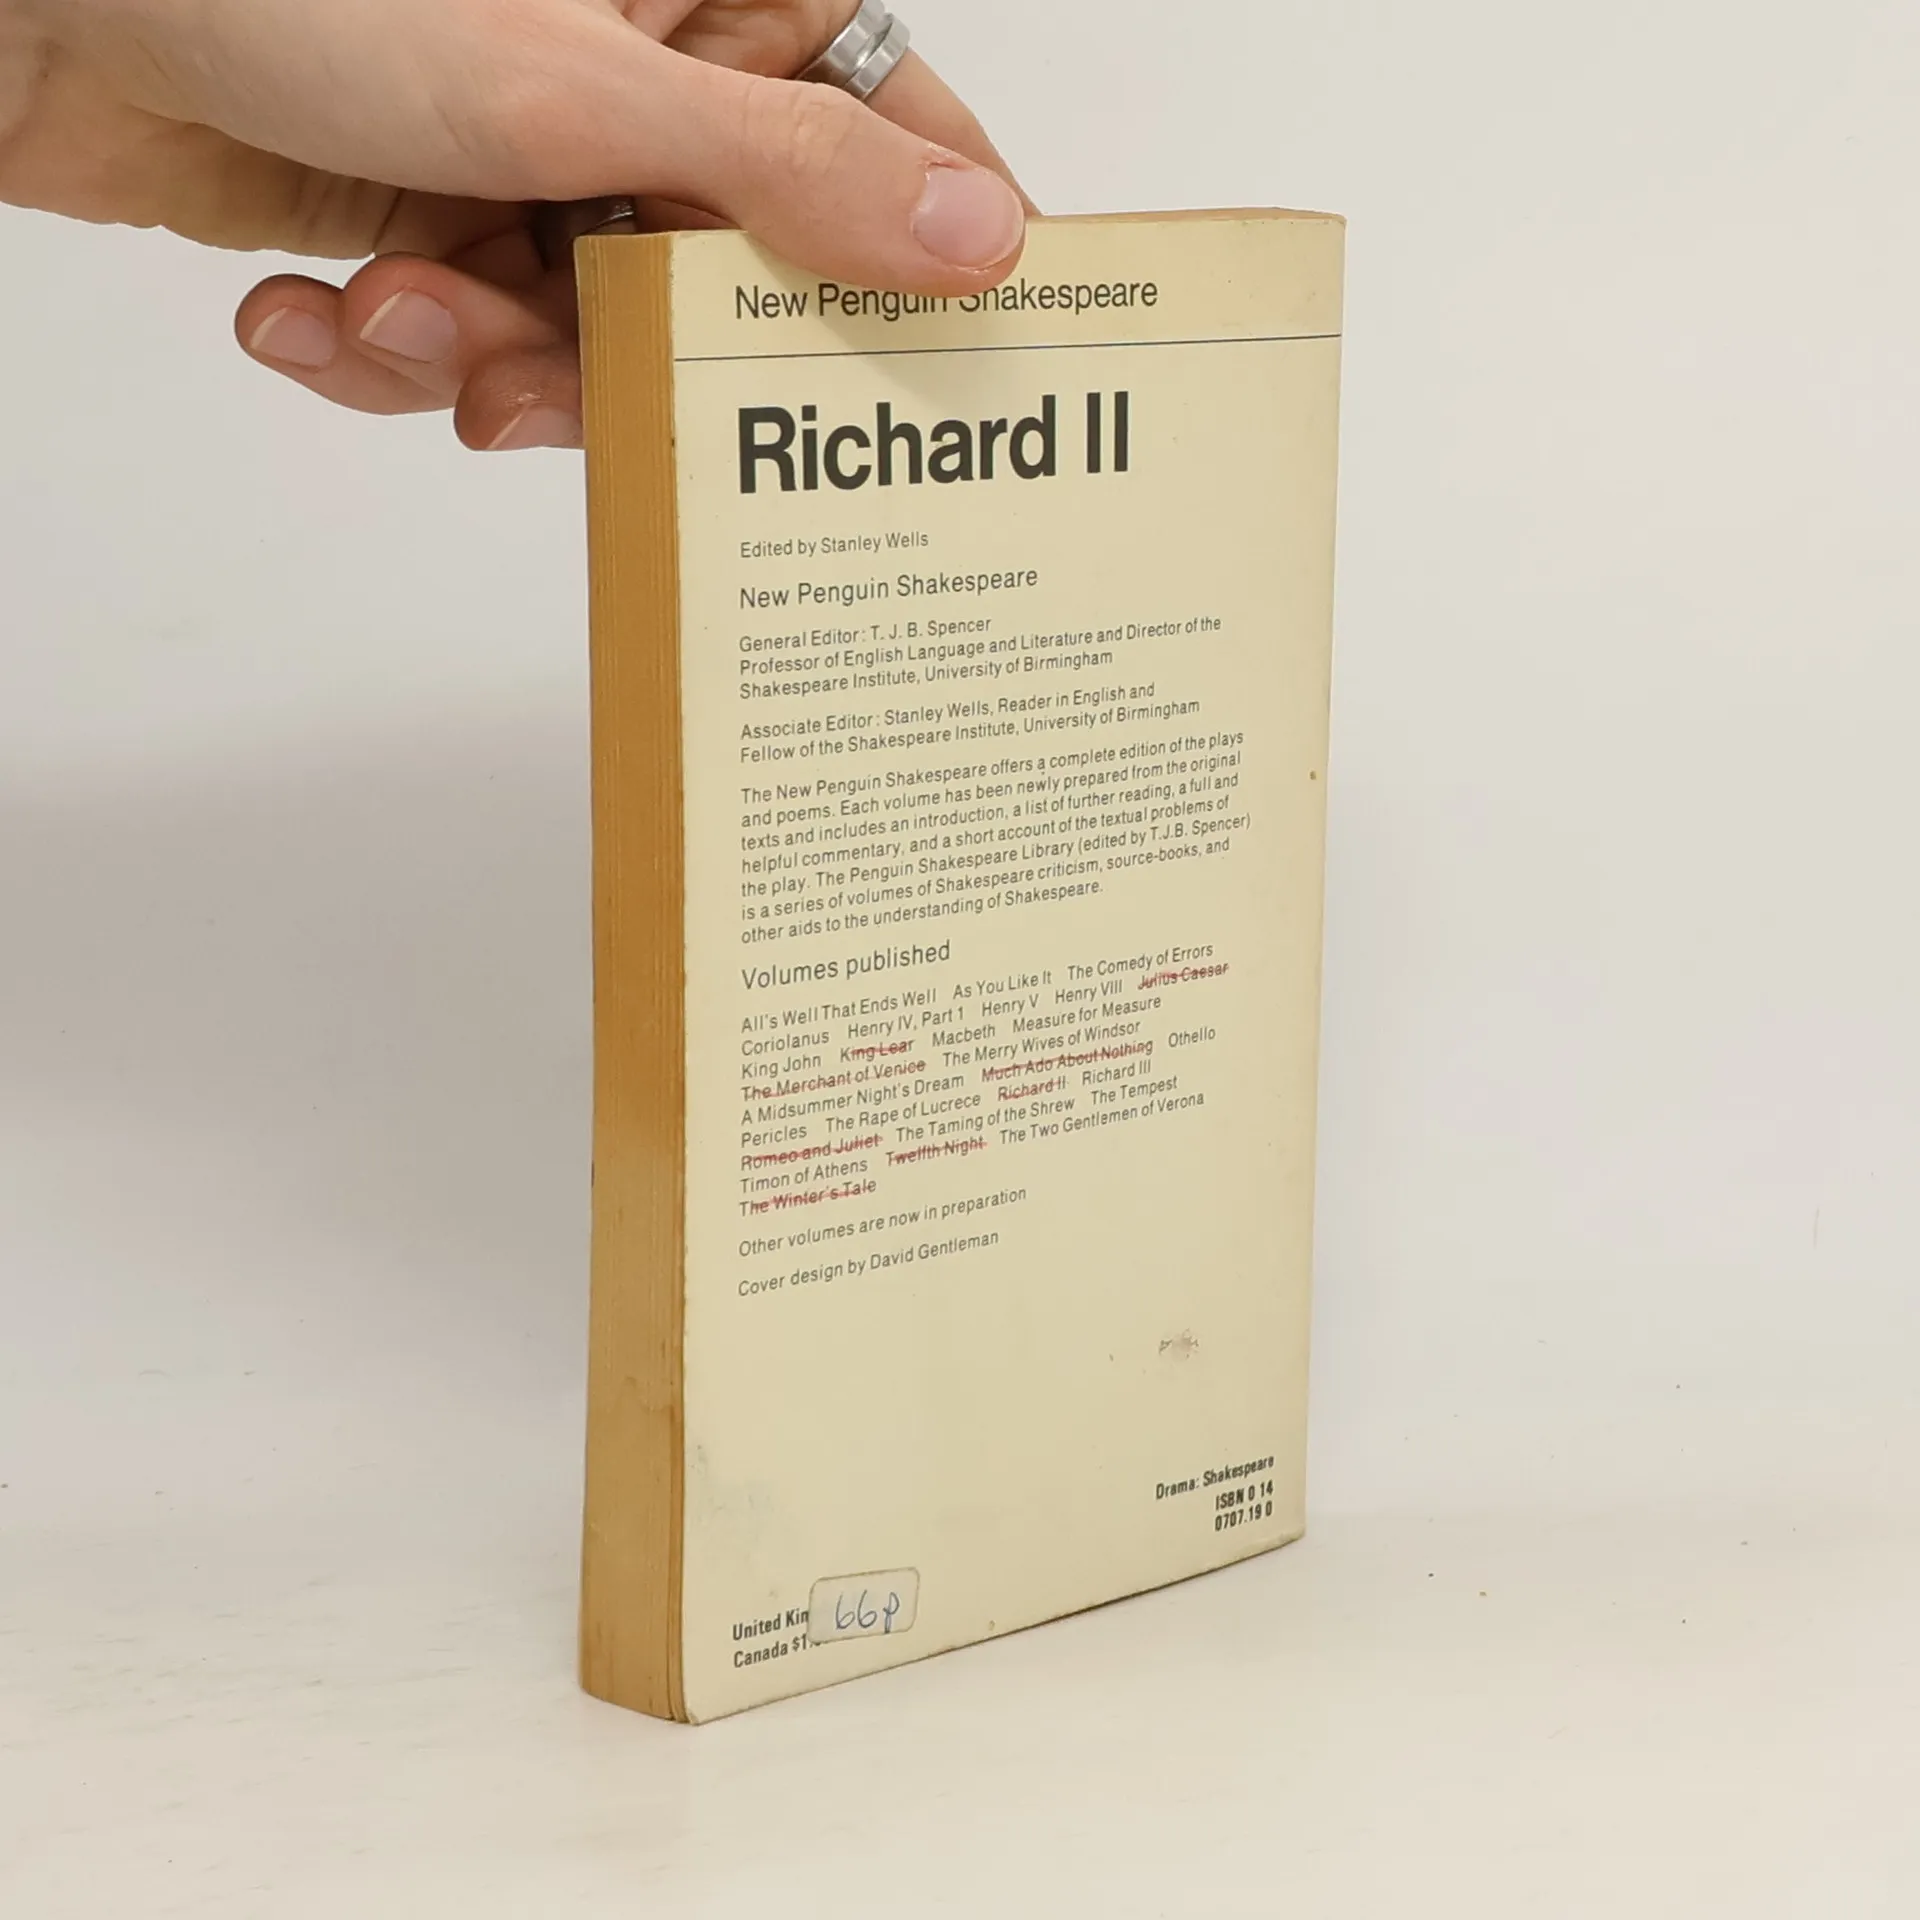 New Penguin Shakespeare
Richard II
Edited by Stanley Wells
New Penguin Shakespeare
General Editor: T. J. B. Spencer
Professor of English Language and Literature and Director of the
Shakespeare Institute, University of Birmingham
Associate Editor: Stanley Wells, Reader in English and
Fellow of the Shakespeare Institute, University of Birmingham
The New Penguin Shakespeare offers a complete edition of the plays
and poems. Each volume has been newly prepared from the original
texts and includes an introduction, a list of further reading, a full and
helpful commentary, and a short account of the textual problems of
the play. The Penguin Shakespeare Library (edited by T.J.B. Spencer)
is a series of volumes of Shakespeare criticism, source-books, and
other aids to the understanding of Shakespeare.
Volumes published
All's Well That Ends Well As You Like It The Comedy of Errors
Coriolanus Henry IV, Part 1 Henry V Henry VIII Julius Caesar
King John King Lear Macbeth Measure for Measure
The Merchant of Venice The Merry Wives of Windsor
A Midsummer Night's Dream Much Ado About Nothing Othello
Pericles The Rape of Lucrece Richard II Richard III
Romeo and Juliet The Taming of the Shrew The Tempest
Timon of Athens Twelfth Night The Two Gentlemen of Verona
The Winter's Tale
Other volumes are now in preparation
Cover design by David Gentleman
Drama: Shakespeare
ISBN 0 14
0707.19 0
United Kin
Canada $1.
66p